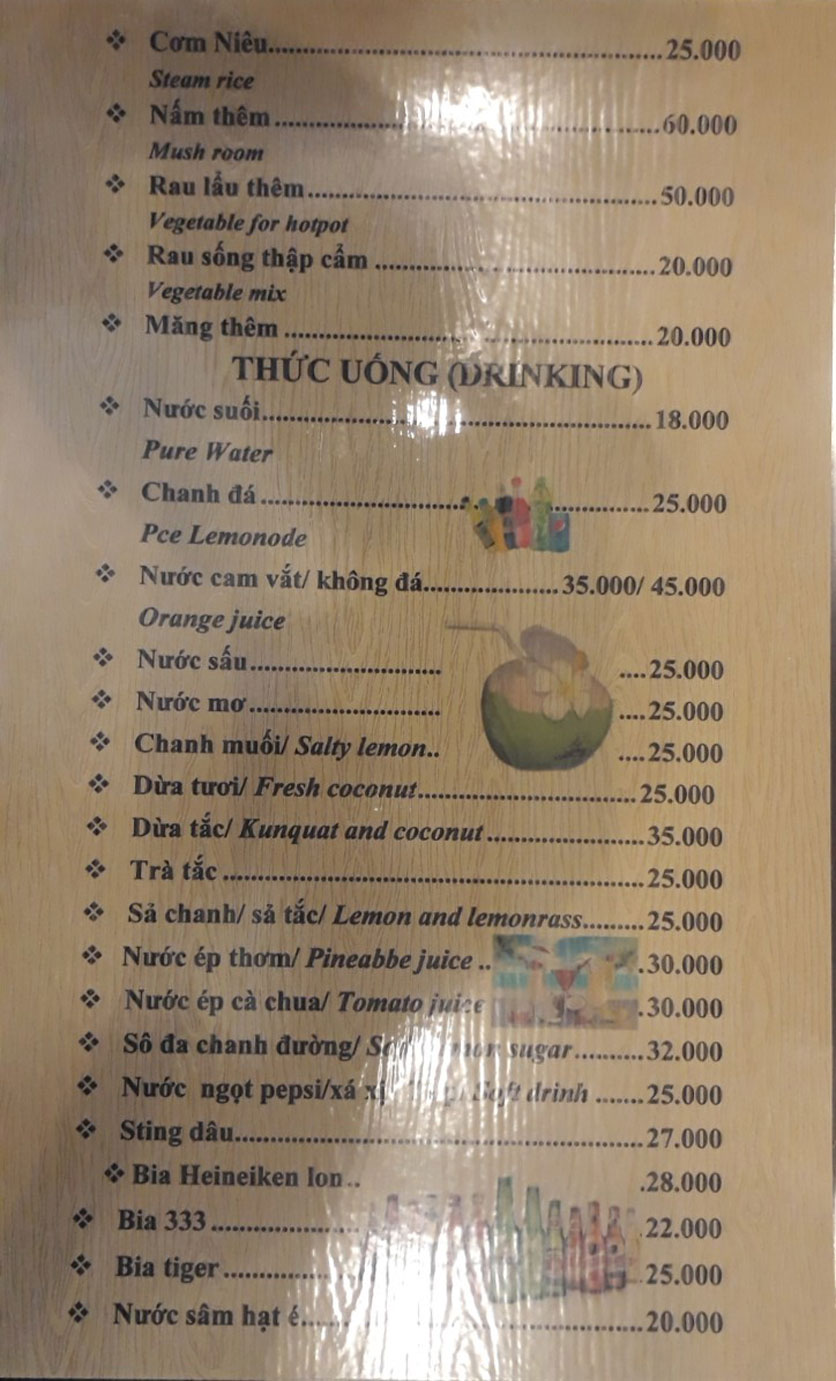 ❖ Cơm Niêu..........25.000
Steam rice
❖ Nấm thêm..........60.000
Mush room
❖ Rau lẩu thêm..........50.000
Vegetable for hotpot
❖ Rau sống thập cẩm..........20.000
Vegetable mix
❖ Măng thêm..........20.000
THỨC UỐNG (DRINKING)
❖ Nước suối..........18.000
Pure Water
❖ Chanh đá..........25.000
Pce Lemonode
❖ Nước cam vắt/ không đá..........35.000/ 45.000
Orange juice
❖ Nước sấu..........25.000
❖ Nước mơ..........25.000
❖ Chanh muối/ Salty lemon..........25.000
❖ Dừa tươi/ Fresh coconut..........25.000
❖ Dừa tắc/ Kunquat and coconut..........35.000
❖ Trà tắc..........25.000
❖ Sả chanh/ sả tắc/ Lemon and lemonrass..........25.000
❖ Nước ép thơm/ Pineabbe juice..........30.000
❖ Nước ép cà chua/ Tomato juice..........30.000
❖ Sô đa chanh đường/ sugar..........32.000
❖ Nước ngọt pepsi/xá xị Soft drinh..........25.000
❖ Sting dâu..........27.000
❖ Bia Heineiken lon..........28.000
❖ Bia 333..........22.000
❖ Bia tiger..........25.000
❖ Nước sâm hạt é..........20.000